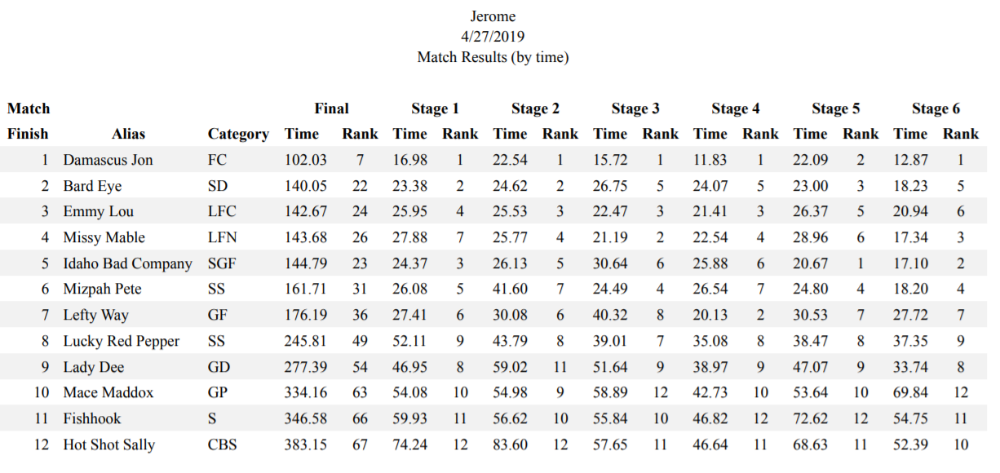 Jerome
4/27/2019
Match Results (by time)
Match Final Stage 1 Stage 2 Stage 3 Stage 4 Stage 5 Stage 6
Finish Alias Category Time Rank Time Rank Time Rank Time Rank Time Rank Time Rank Time Rank
1 Damascus Jon FC 102.03 7 16.98 1 22.54 1 15.72 1 11.83 1 22.09 2 12.87 1
2 Bard Eye SD 140.05 22 23.38 2 24.62 2 26.75 5 24.07 5 23.00 3 18.23 5
3 Emmy Lou LFC 142.67 24 25.95 4 25.53 3 22.47 3 21.41 3 26.37 5 20.94 6
4 Missy Mable LFN 143.68 26 27.88 7 25.77 4 21.19 2 22.54 4 28.96 6 17.34 3
5 Idaho Bad Company SGF 144.79 23 24.37 3 26.13 5 30.64 6 25.88 6 20.67 1 17.10 2
6 Mizpah Pete SS 161.71 31 26.08 5 41.60 7 24.49 4 26.54 7 24.80 4 18.20 4
7 Lefty Way GF 176.19 36 27.41 6 30.08 6 40.32 8 20.13 2 30.53 7 27.72 7
8 Lucky Red Pepper SS 245.81 49 52.11 9 43.79 8 39.01 7 35.08 8 38.47 8 37.35 9
9 Lady Dee GD 277.39 54 46.95 8 59.02 11 51.64 9 38.97 9 47.07 9 33.74 8
10 Mace Maddox GP 334.16 63 54.08 10 54.98 9 58.89 12 42.73 10 53.64 10 69.84 12
11 Fishhook S 346.58 66 59.93 11 56.62 10 55.84 10 46.82 12 72.62 12 54.75 11
12 Hot Shot Sally CBS 383.15 67 74.24 12 83.60 12 57.65 11 46.64 11 68.63 11 52.39 10